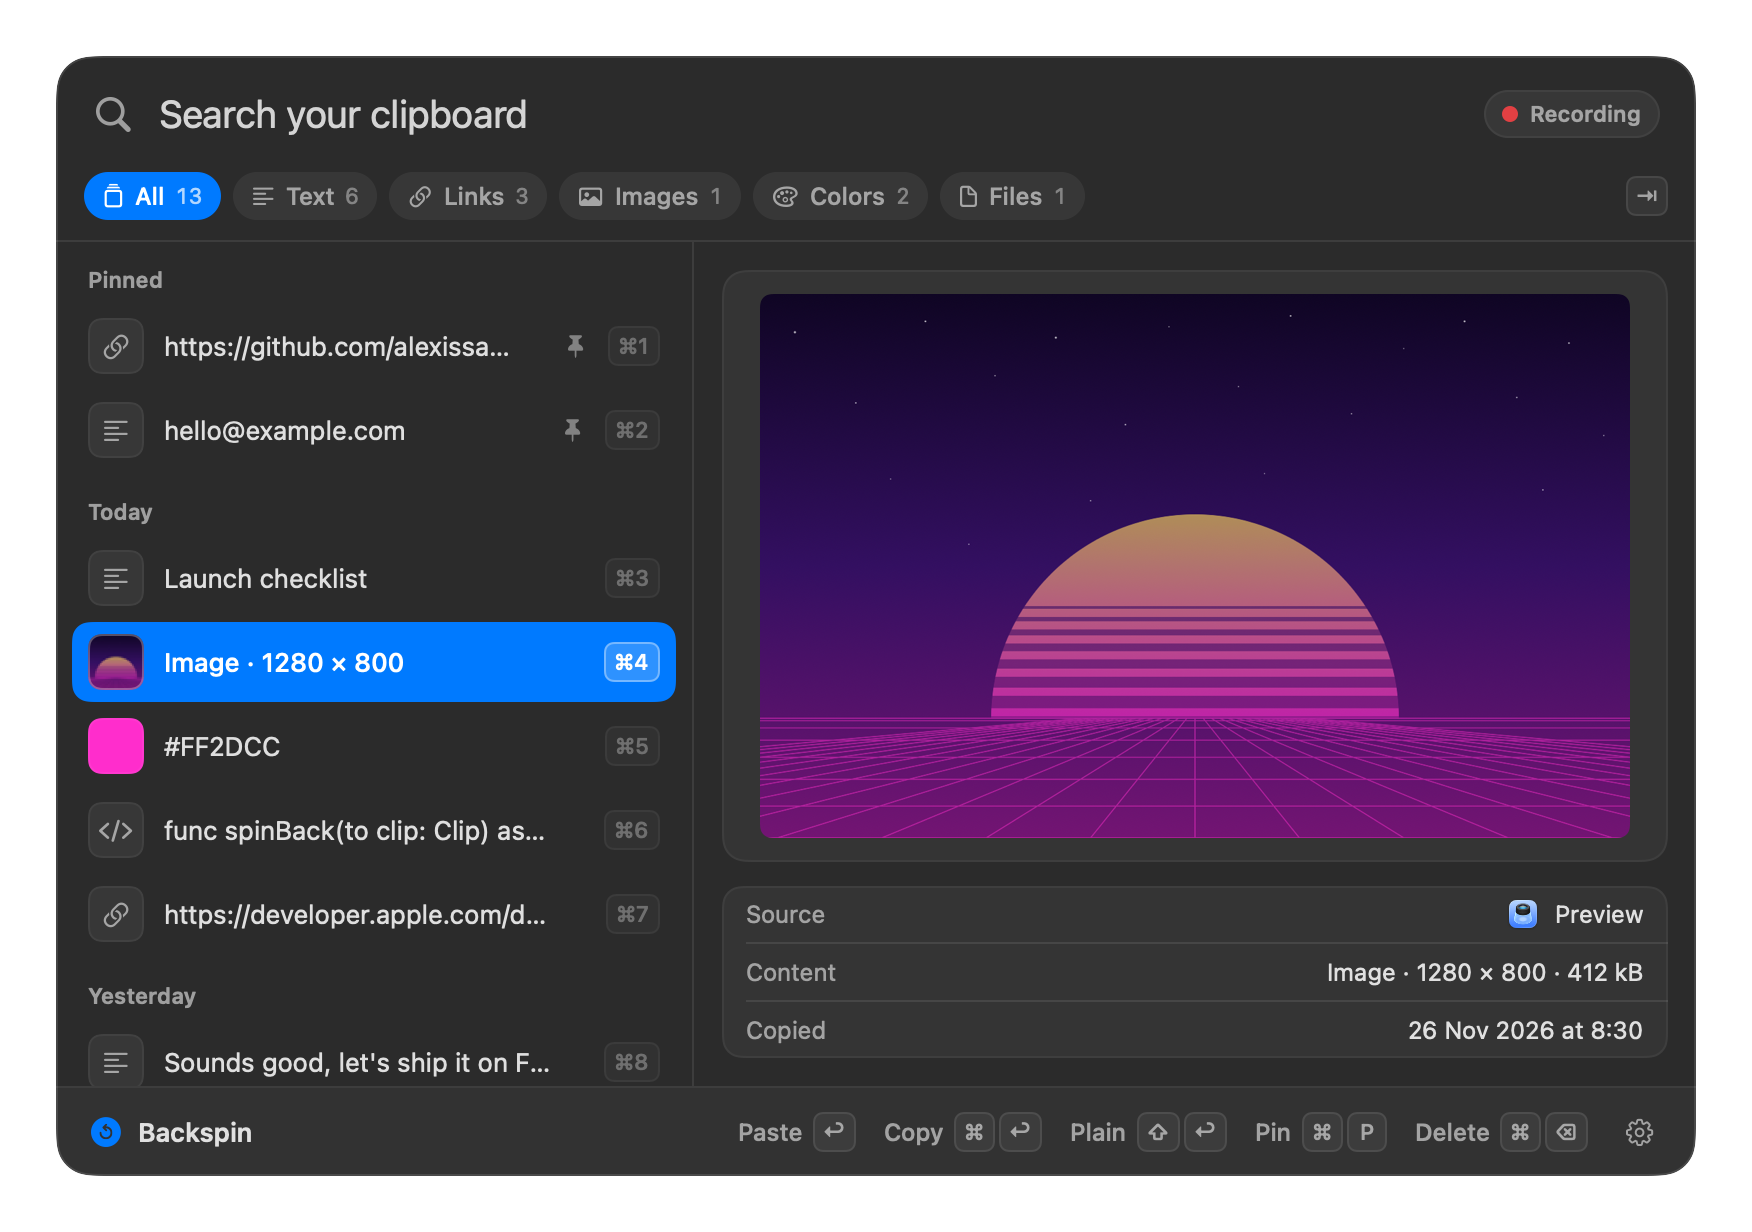 Search your clipboard
Recording
All 13
Text 6
Links 3
Images 1
Colors 2
Files 1
Pinned
https://github.com/alexissa... ⌘1
hello@example.com ⌘2
Today
Launch checklist ⌘3
Image · 1280 × 800 ⌘4
#FF2DCC ⌘5
func spinBack(to clip: Clip) as... ⌘6
https://developer.apple.com/d... ⌘7
Yesterday
Sounds good, let's ship it on F... ⌘8
Source Preview
Content Image · 1280 × 800 · 412 kB
Copied 26 Nov 2026 at 8:30
Backspin
Paste ↩
Copy ⌘ ↩
Plain ⇧ ↩
Pin ⌘ P
Delete ⌘ ⌫